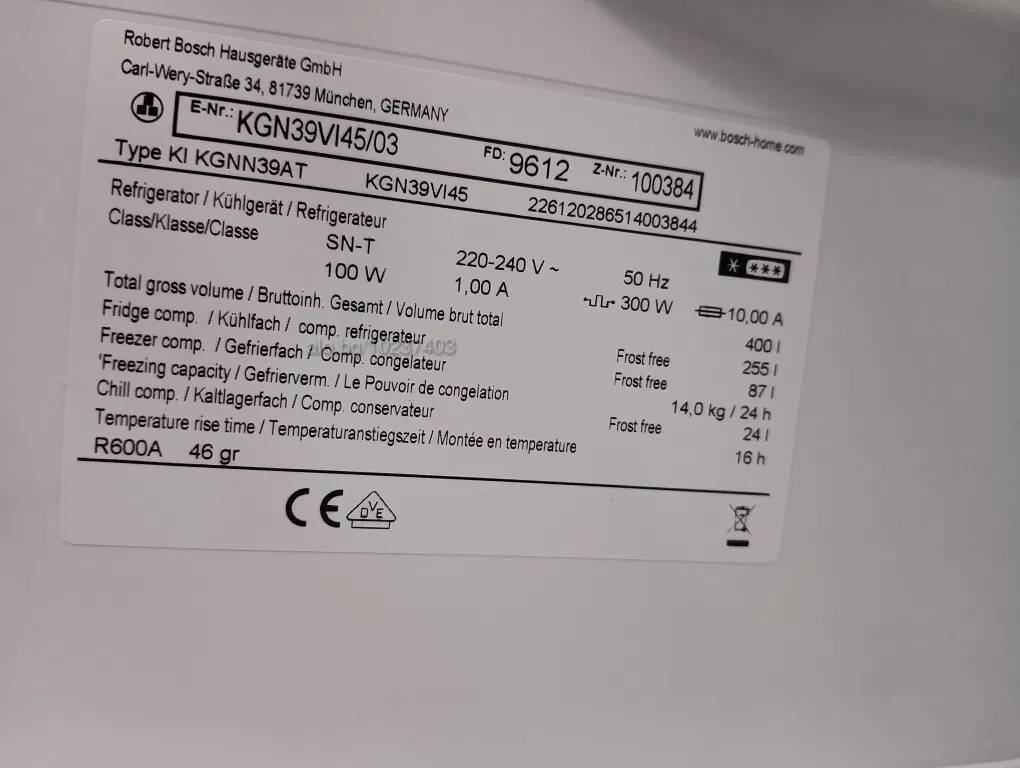 Robert Bosch Hausgeräte GmbH
Carl-Wery-Straße 34, 81739 München, GERMANY
www.bosch-home.com
E-Nr.: KGN39VI45/03 FD: 9612 Z-Nr.: 100384
Type KI KGNN39AT KGN39VI45 226120286514003844
Refrigerator / Kühlgerät / Refrigerateur
Class/Klasse/Classe SN-T 220-240 V ~ 50 Hz
100 W 1,00 A 300 W 10,00 A
Total gross volume / Bruttoinh. Gesamt / Volume brut total 400 l
Fridge comp. / Kühlfach / comp. refrigerateur Frost free 255 l
Freezer comp. / Gefrierfach / Comp. congelateur Frost free 87 l
'Freezing capacity / Gefrierverm. / Le Pouvoir de congelation 14,0 kg / 24 h
Chill comp. / Kaltlagerfach / Comp. conservateur Frost free 24 l
Temperature rise time / Temperaturanstiegszeit / Montée en temperature 16 h
R600A 46 gr
CE DVE
alo.bg/10237403